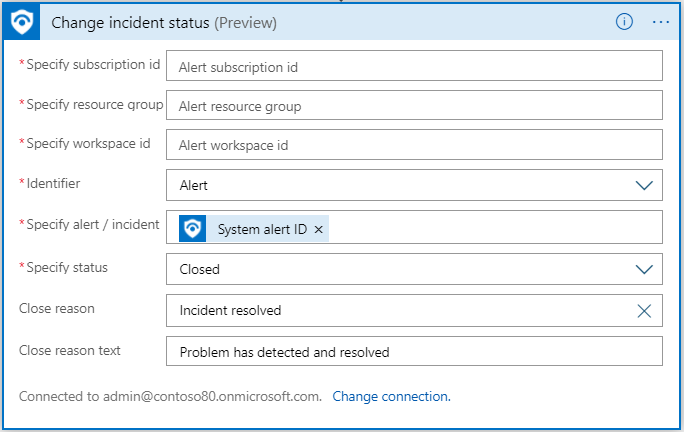 Change incident status (Preview)
* Specify subscription id Alert subscription id
* Specify resource group Alert resource group
* Specify workspace id Alert workspace id
* Identifier Alert
* Specify alert / incident System alert ID ×
* Specify status Closed
Close reason Incident resolved
Close reason text Problem has detected and resolved
Connected to admin@contoso80.onmicrosoft.com. Change connection.